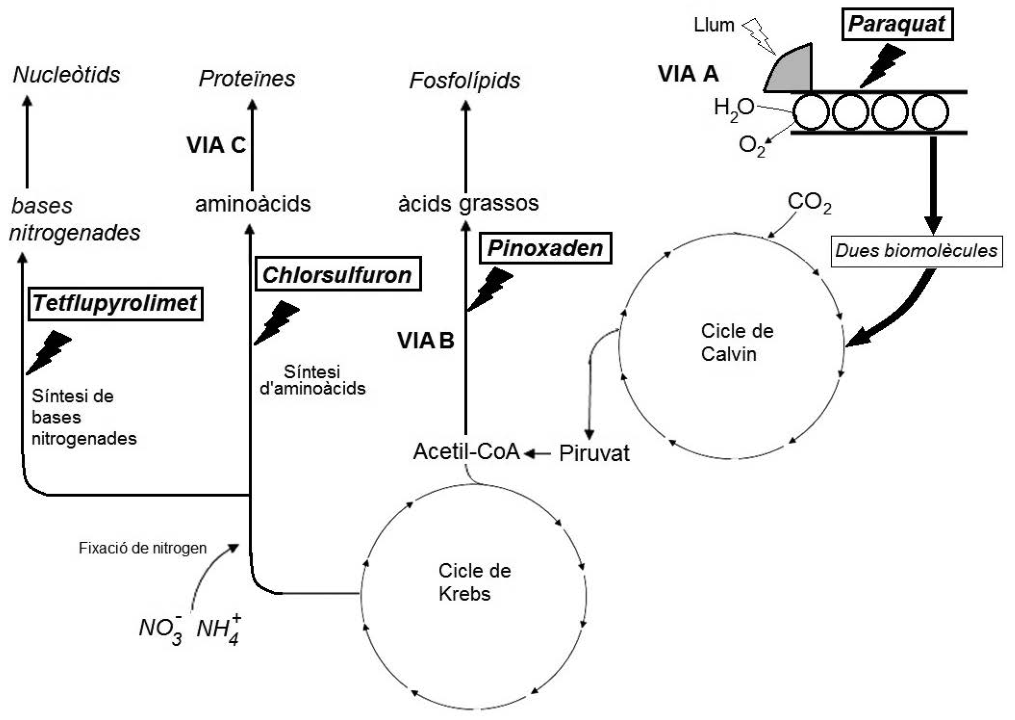 Llum
Paraquat
Nucleòtids
Proteïnes
Fosfolípids
VIA A
H2O
O2
VIA C
bases
nitrogenades
aminoàcids
àcids grassos
CO2
Dues biomolècules
Tetflupyrolimet
Chlorsulfuron
Pinoxaden
VIA B
Cicle de
Calvin
Síntesi
d'aminoàcids
Síntesi de
bases
nitrogenades
Acetil-CoA
Piruvat
Fixació de nitrogen
Cicle de
Krebs
NO3- NH4+